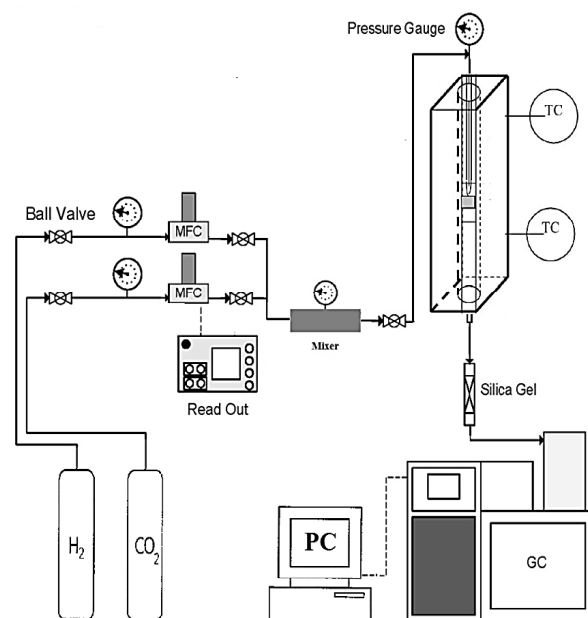 Pressure Gauge
TC
Ball Valve
MFC
TC
MFC
Mixer
Read Out
Silica Gel
H2
CO2
PC
GC